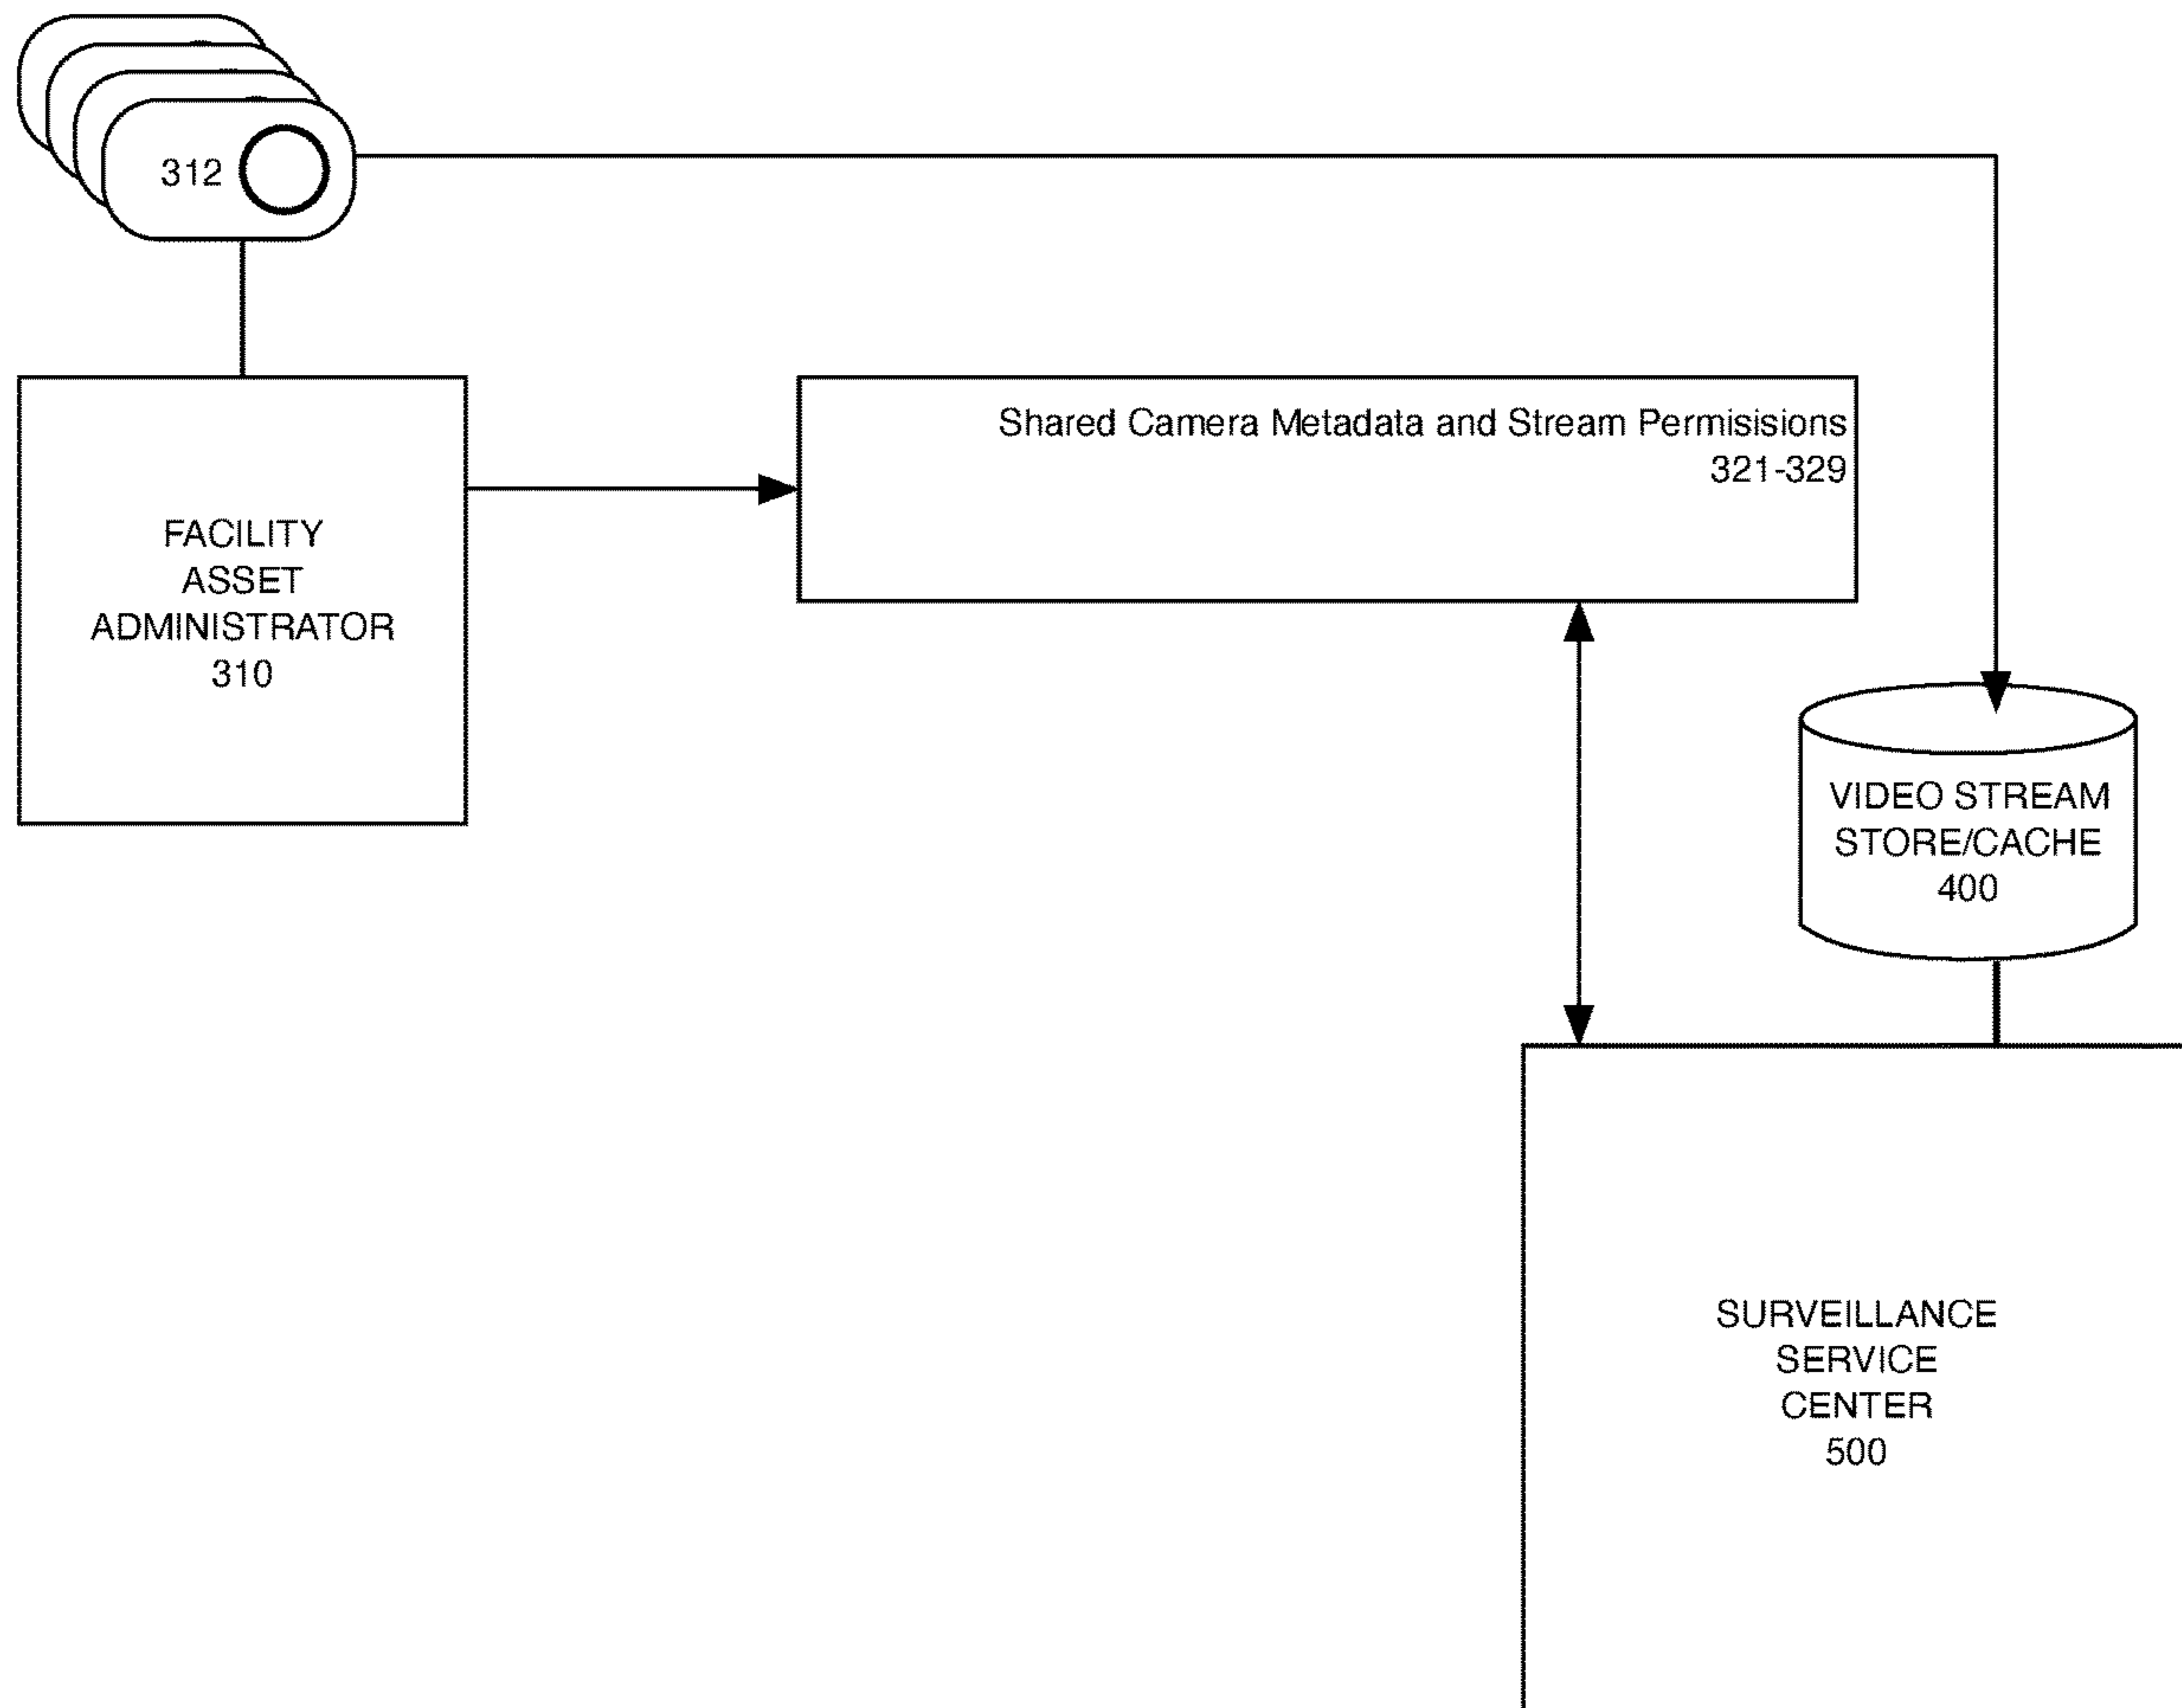 312
Shared Camera Metadata and Stream Permisisions
321-329
FACILITY
ASSET
ADMINISTRATOR
310
VIDEO STREAM
STORE/CACHE
400
SURVEILLANCE
SERVICE
CENTER
500